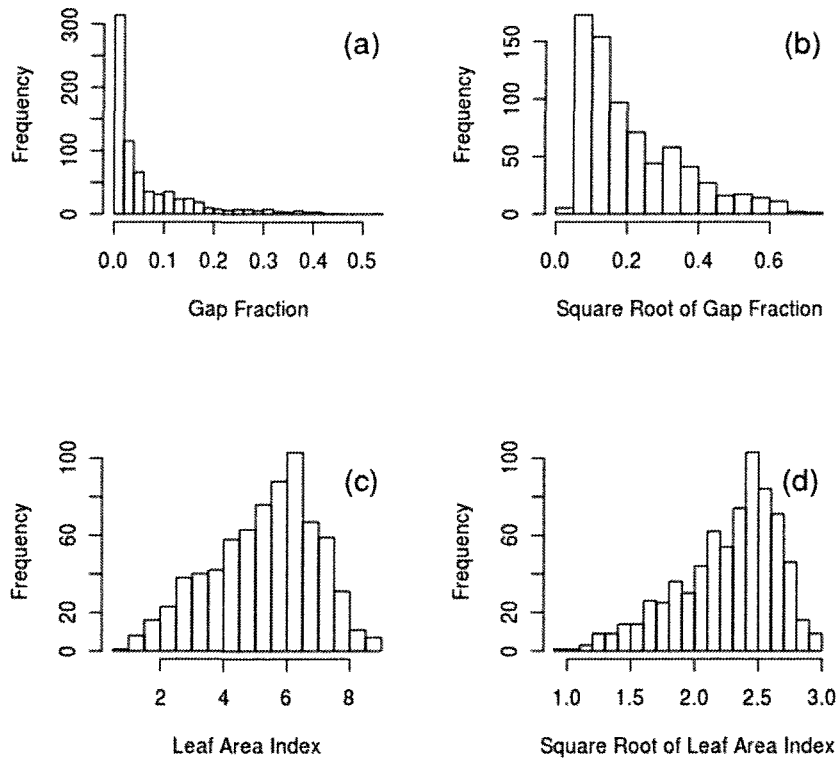 (a)
Frequency
0 100 200 300
0.0 0.1 0.2 0.3 0.4 0.5
Gap Fraction
(b)
Frequency
0 50 100 150
0.0 0.2 0.4 0.6
Square Root of Gap Fraction
(c)
Frequency
0 20 60 100
2 4 6 8
Leaf Area Index
(d)
Frequency
0 20 60 100
1.0 1.5 2.0 2.5 3.0
Square Root of Leaf Area Index